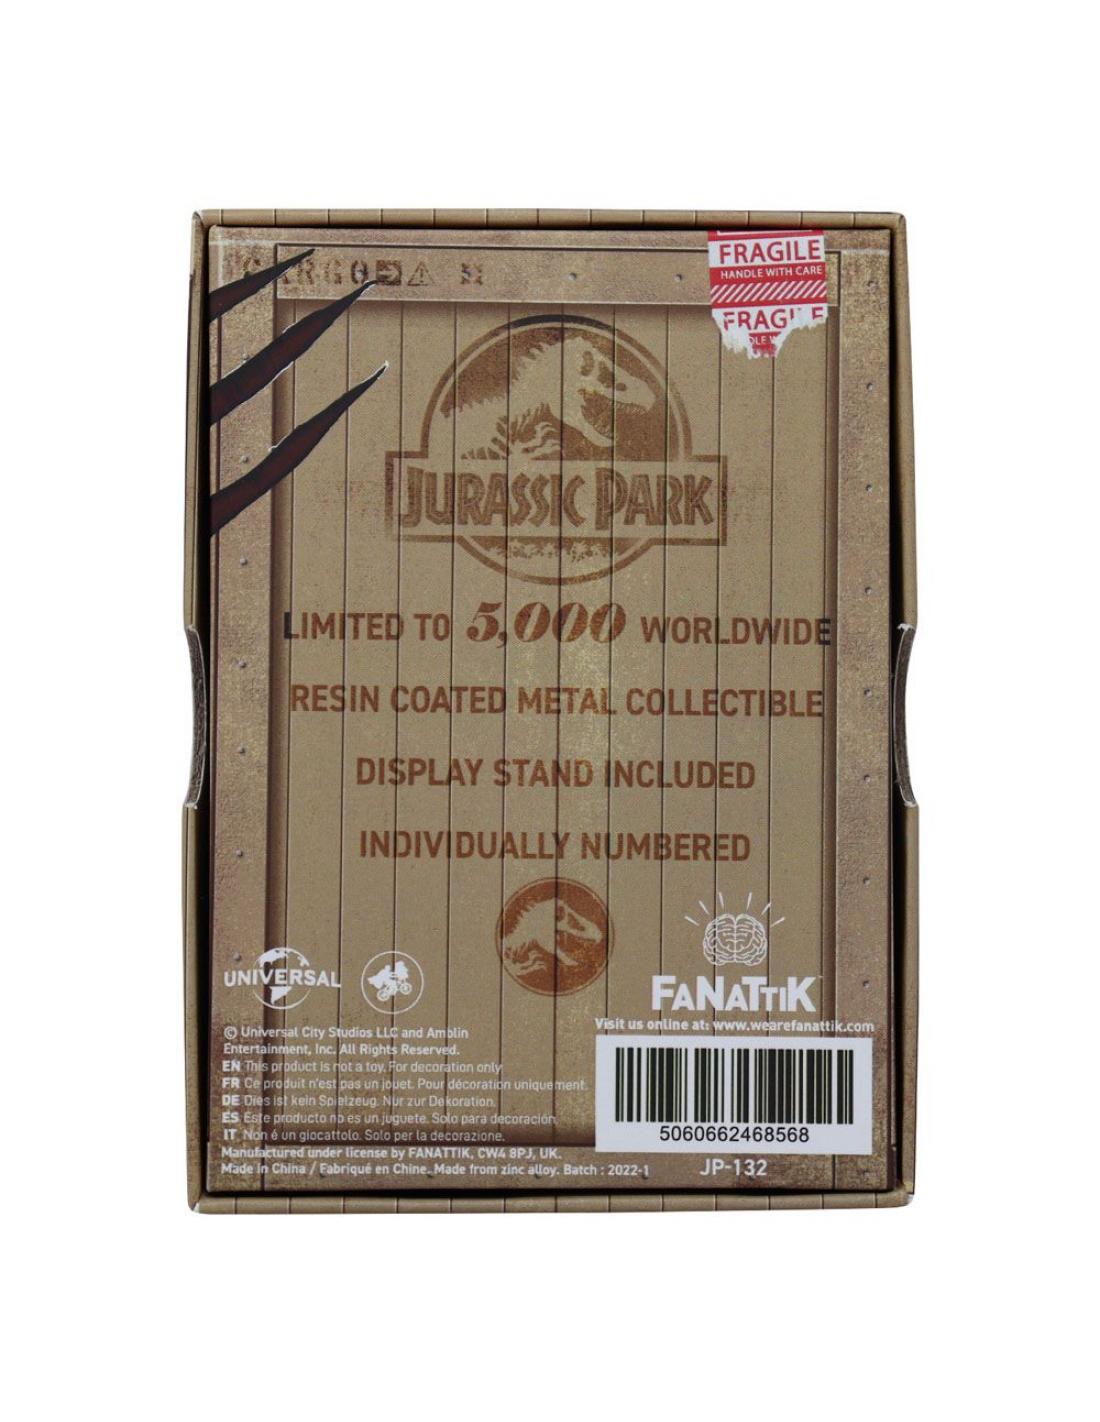 CARGO
FRAGILE
HANDLE WITH CARE
FRAGILE
JURASSIC PARK
LIMITED TO 5,000 WORLDWIDE
RESIN COATED METAL COLLECTIBLE
DISPLAY STAND INCLUDED
INDIVIDUALLY NUMBERED
UNIVERSAL
FANATTIK
Visit us online at: www.wearefanattik.com
© Universal City Studios LLC and Amblin
Entertainment, Inc. All Rights Reserved.
EN This product is not a toy. For decoration only
FR Ce produit n'est pas un jouet. Pour décoration uniquement.
DE Dies ist kein Spielzeug. Nur zur Dekoration.
ES Este producto no es un juguete. Solo para decoración.
IT Non é un giocattolo. Solo per la decorazione.
Manufactured under license by FANATTIK, CW4 8PJ, UK.
Made in China / Fabriqué en Chine. Made from zinc alloy. Batch : 2022-1
5060662468568
JP-132